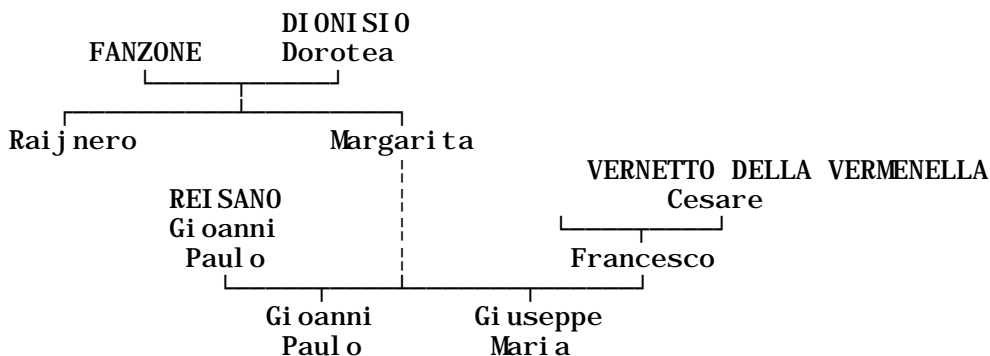 DIONISIO
FANZONE Dorotea
Raijnero Margarita
VERNETTO DELLA VERMENELLA
REISANO Cesare
Gioanni
Paulo Francesco
Gioanni Giuseppe
Paulo Maria